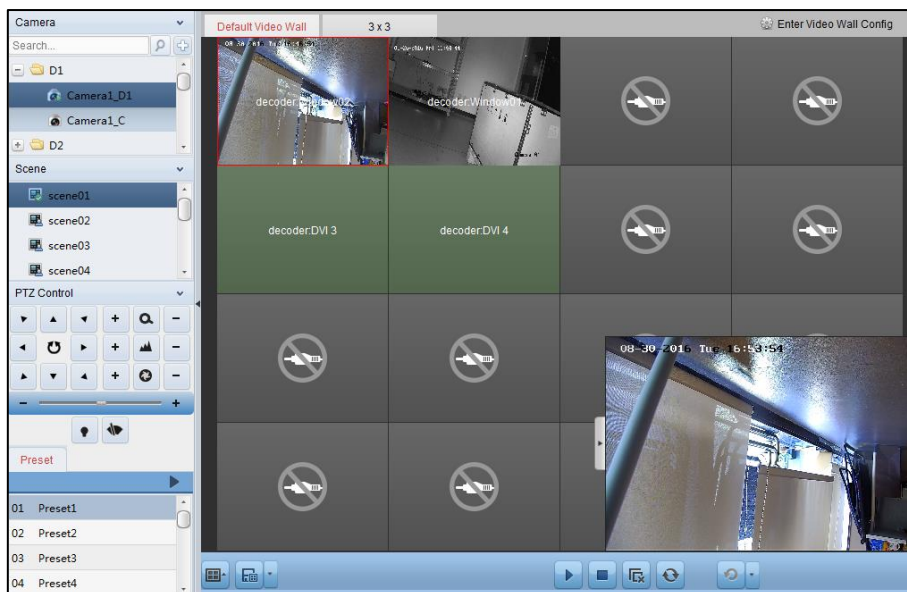 Camera
Search...
D1
Camera1_D1
Camera1_C
D2
Scene
scene01
scene02
scene03
scene04
PTZ Control
Preset
01 Preset1
02 Preset2
03 Preset3
04 Preset4
Default Video Wall
3 x 3
Enter Video Wall Config
decoder:Window02
decoder:Window01
decoder:DVI 3
decoder:DVI 4
08-30 2016 Tue 16:53:54